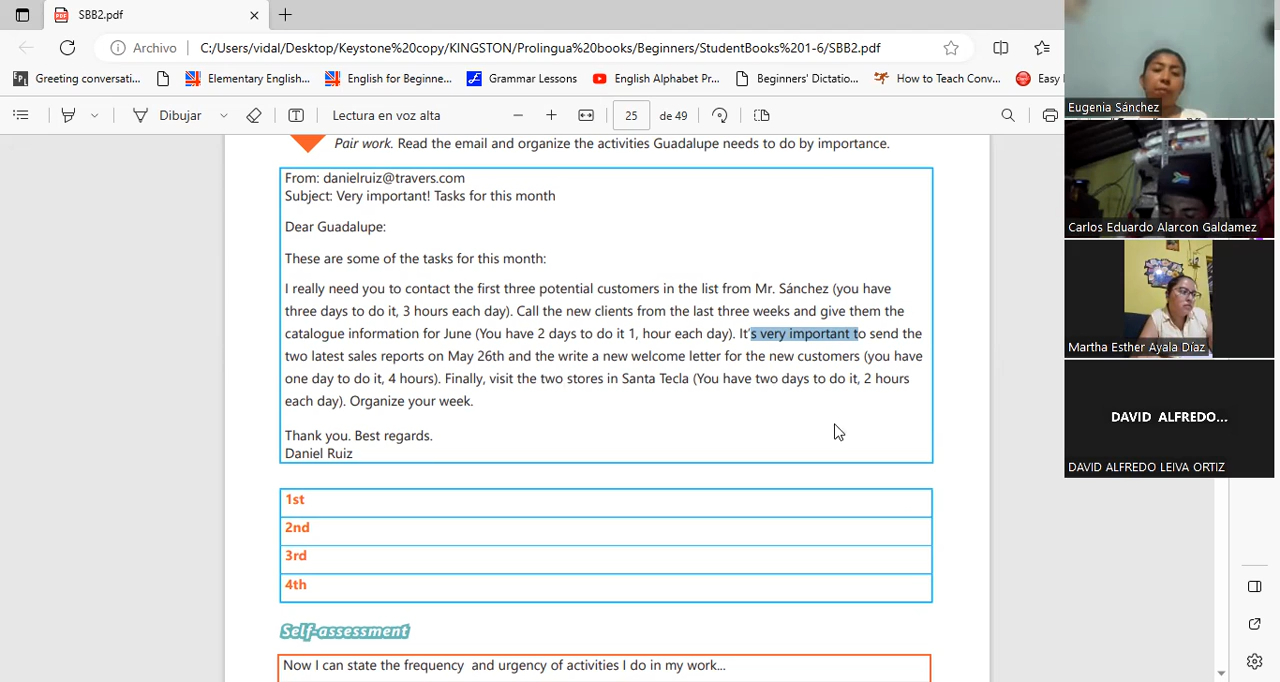 SBB2.pdf
Archivo
C:/Users/vidal/Desktop/Keystone%20copy/KINGSTON/Prolingua%20books/Beginners/StudentBooks%201-6/SBB2.pdf
Greeting conversati...
Elementary English...
English for Beginne...
Grammar Lessons
English Alphabet Pr...
Beginners' Dictatio...
How to Teach Conv...
Easy
Dibujar
Lectura en voz alta
25
de 49
Pair work. Read the email and organize the activities Guadalupe needs to do by importance.
From: danielruiz@travers.com
Subject: Very important! Tasks for this month
Dear Guadalupe:
These are some of the tasks for this month:
I really need you to contact the first three potential customers in the list from Mr. Sánchez (you have
three days to do it, 3 hours each day). Call the new clients from the last three weeks and give them the
catalogue information for June (You have 2 days to do it 1, hour each day). It's very important to send the
two latest sales reports on May 26th and the write a new welcome letter for the new customers (you have
one day to do it, 4 hours). Finally, visit the two stores in Santa Tecla (You have two days to do it, 2 hours
each day). Organize your week.
Thank you. Best regards.
Daniel Ruiz
1st
2nd
3rd
4th
Self-assessment
Now I can state the frequency and urgency of activities I do in my work...
Eugenia Sánchez
Carlos Eduardo Alarcon Galdamez
Martha Esther Ayala Díaz
DAVID ALFREDO...
DAVID ALFREDO LEIVA ORTIZ